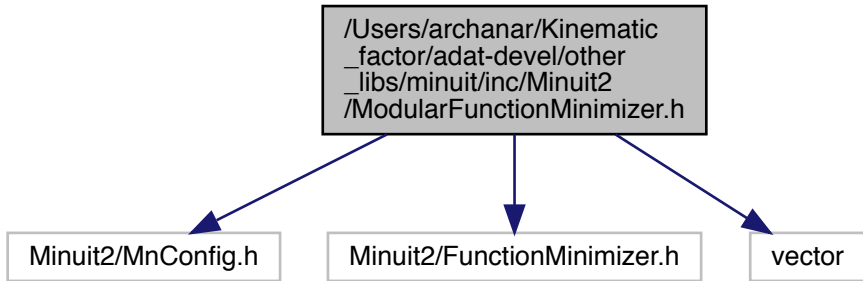 /Users/archanar/Kinematic
_factor/adat-devel/other
_libs/minuit/inc/Minuit2
/ModularFunctionMinimizer.h
Minuit2/MnConfig.h
Minuit2/FunctionMinimizer.h
vector